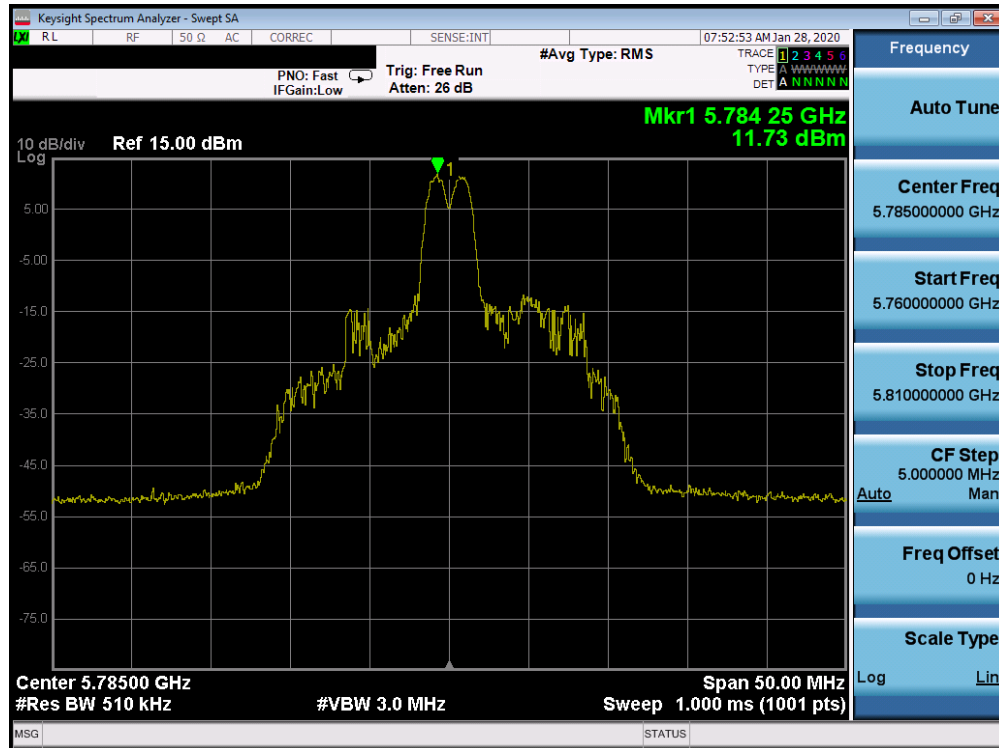 Keysight Spectrum Analyzer - Swept SA
LXI RL RF 50 Ω AC CORREC SENSE:INT 07:52:53 AM Jan 28, 2020
#Avg Type: RMS
TRACE 1 2 3 4 5 6
TYPE A WWWWW
DET A N N N N N
PNO: Fast
IFGain:Low
Trig: Free Run
Atten: 26 dB
Mkr1 5.784 25 GHz
11.73 dBm
10 dB/div
Log
Ref 15.00 dBm
1
5.00
-5.00
-15.0
-25.0
-35.0
-45.0
-55.0
-65.0
-75.0
Center 5.78500 GHz
Span 50.00 MHz
#Res BW 510 kHz
#VBW 3.0 MHz
Sweep 1.000 ms (1001 pts)
MSG
STATUS
Frequency
Auto Tune
Center Freq
5.785000000 GHz
Start Freq
5.760000000 GHz
Stop Freq
5.810000000 GHz
CF Step
5.000000 MHz
Auto Man
Freq Offset
0 Hz
Scale Type
Log Lin